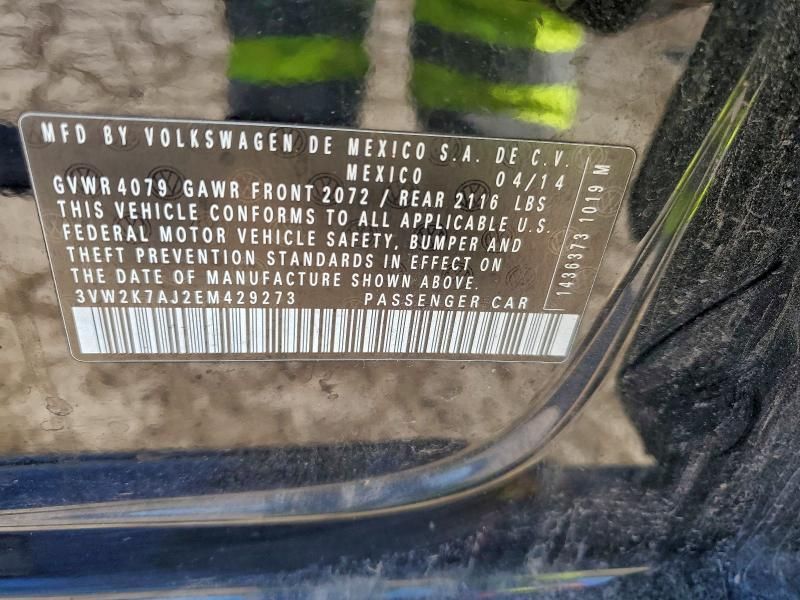 MFD BY VOLKSWAGEN DE MEXICO S.A. DE C.V.
MEXICO 04/14
GVWR 4079 GAWR FRONT 2072 / REAR 2116 LBS
THIS VEHICLE CONFORMS TO ALL APPLICABLE U.S.
FEDERAL MOTOR VEHICLE SAFETY, BUMPER AND
THEFT PREVENTION STANDARDS IN EFFECT ON
THE DATE OF MANUFACTURE SHOWN ABOVE.
3VW2K7AJ2EM429273 PASSENGER CAR
1436373 1019 M